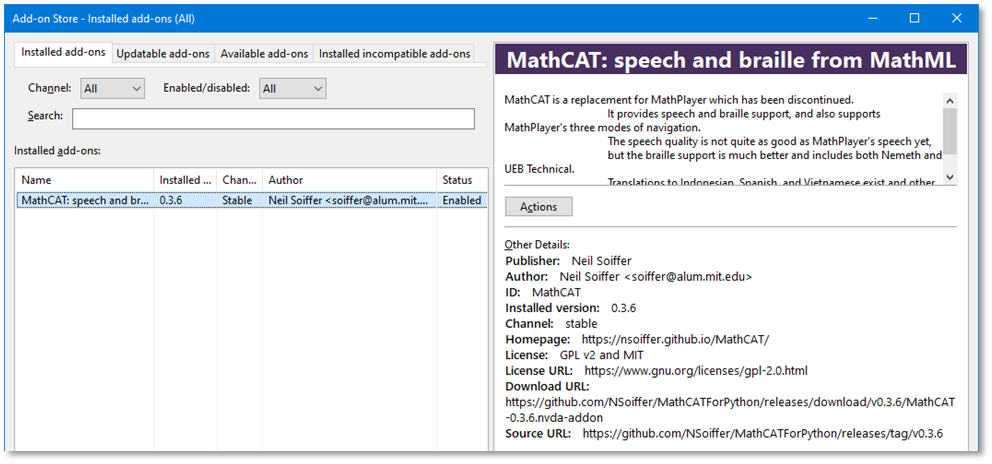 Add-on Store - Installed add-ons (All)
Installed add-ons
Updatable add-ons
Available add-ons
Installed incompatible add-ons
Channel: All
Enabled/disabled: All
Search:
Installed add-ons:
Name Installed ... Chan... Author Status
MathCAT: speech and br... 0.3.6 Stable Neil Soiffer <soiffer@alum.mit.... Enabled
MathCAT: speech and braille from MathML
MathCAT is a replacement for MathPlayer which has been discontinued.
It provides speech and braille support, and also supports
MathPlayer's three modes of navigation.
The speech quality is not quite as good as MathPlayer's speech yet,
but the braille support is much better and includes both Nemeth and
UEB Technical.
Translations to Indonesian, Spanish, and Vietnamese exist and other
Actions
Other Details:
Publisher: Neil Soiffer
Author: Neil Soiffer <soiffer@alum.mit.edu>
ID: MathCAT
Installed version: 0.3.6
Channel: stable
Homepage: https://nsoiffer.github.io/MathCAT/
License: GPL v2 and MIT
License URL: https://www.gnu.org/licenses/gpl-2.0.html
Download URL:
https://github.com/NSoiffer/MathCATForPython/releases/download/v0.3.6/MathCAT
-0.3.6.nvda-addon
Source URL: https://github.com/NSoiffer/MathCATForPython/releases/tag/v0.3.6